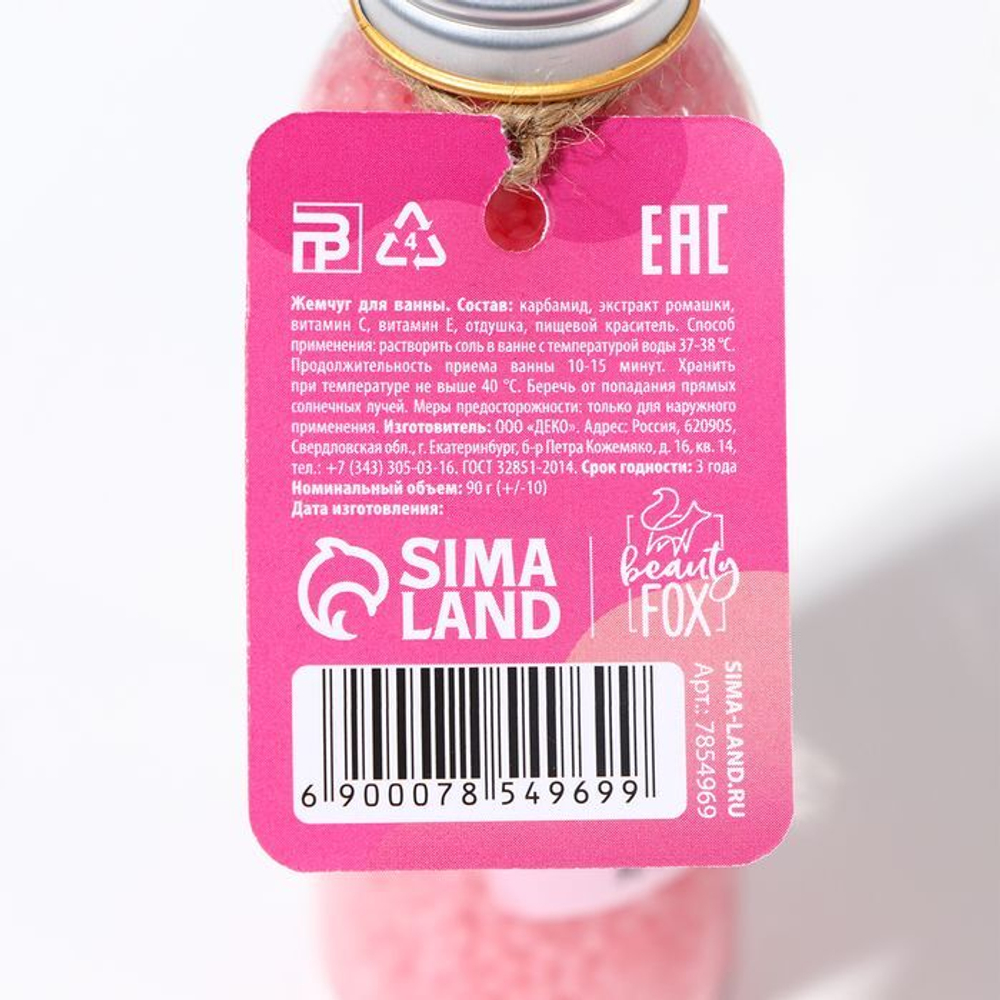 4
EAC
Жемчуг для ванны. Состав: карбамид, экстракт ромашки,
витамин С, витамин Е, отдушка, пищевой краситель. Способ
применения: растворить соль в ванне с температурой воды 37-38 °С.
Продолжительность приема ванны 10-15 минут. Хранить
при температуре не выше 40 °С. Беречь от попадания прямых
солнечных лучей. Меры предосторожности: только для наружного
применения. Изготовитель: ООО «ДЕКО». Адрес: Россия, 620905,
Свердловская обл., г. Екатеринбург, б-р Петра Кожемяко, д. 16, кв. 14,
тел.: +7 (343) 305-03-16. ГОСТ 32851-2014. Срок годности: 3 года
Номинальный объем: 90 г (+/-10)
Дата изготовления:
SIMA
LAND
beauty
FOX
SIMA-LAND.RU
Арт.: 7854969
6 900078 549699